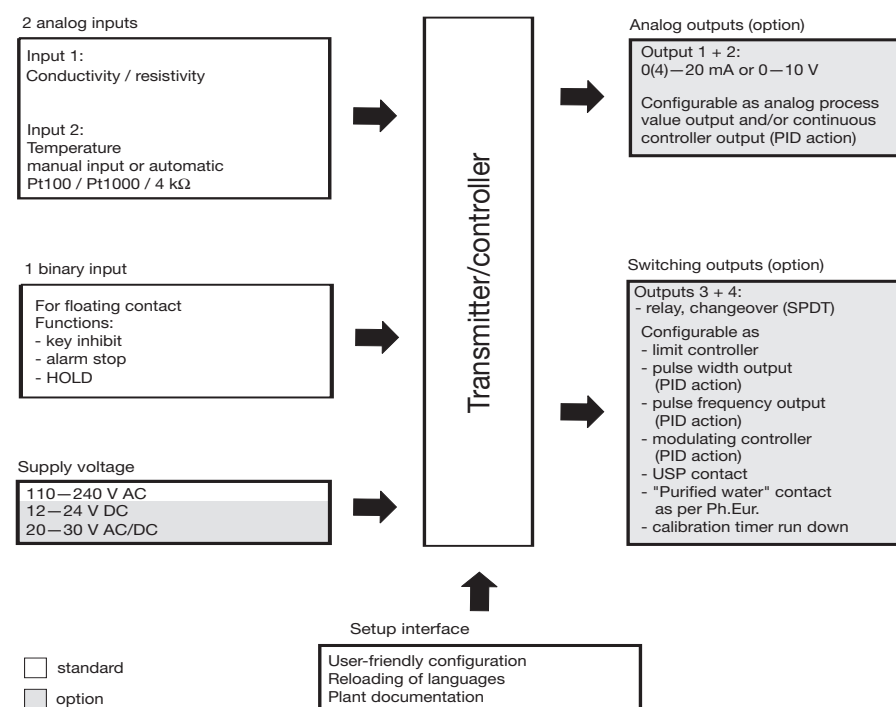 2 analog inputs
Input 1:
Conductivity / resistivity
Input 2:
Temperature
manual input or automatic
Pt100 / Pt1000 / 4 kΩ
1 binary input
For floating contact
Functions:
- key inhibit
- alarm stop
- HOLD
Supply voltage
110—240 V AC
12—24 V DC
20—30 V AC/DC
Transmitter/controller
Analog outputs (option)
Output 1 + 2:
0(4)—20 mA or 0—10 V
Configurable as analog process
value output and/or continuous
controller output (PID action)
Switching outputs (option)
Outputs 3 + 4:
- relay, changeover (SPDT)
Configurable as
- limit controller
- pulse width output
(PID action)
- pulse frequency output
(PID action)
- modulating controller
(PID action)
- USP contact
- "Purified water" contact
as per Ph.Eur.
- calibration timer run down
Setup interface
User-friendly configuration
Reloading of languages
Plant documentation
standard
option